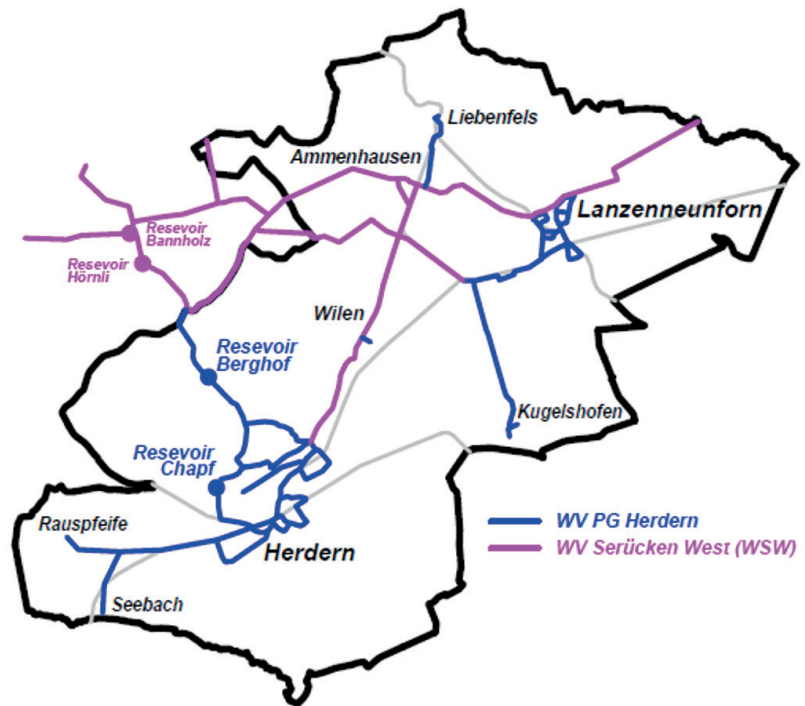 Liebenfels
Ammenhausen
Lanzenneunforn
Resevoir
Bannholz
Resevoir
Hörnli
Wilen
Resevoir
Berghof
Kugelshofen
Resevoir
Chapf
Rauspfeife
WV PG Herdern
WV Serücken West (WSW)
Herdern
Seebach